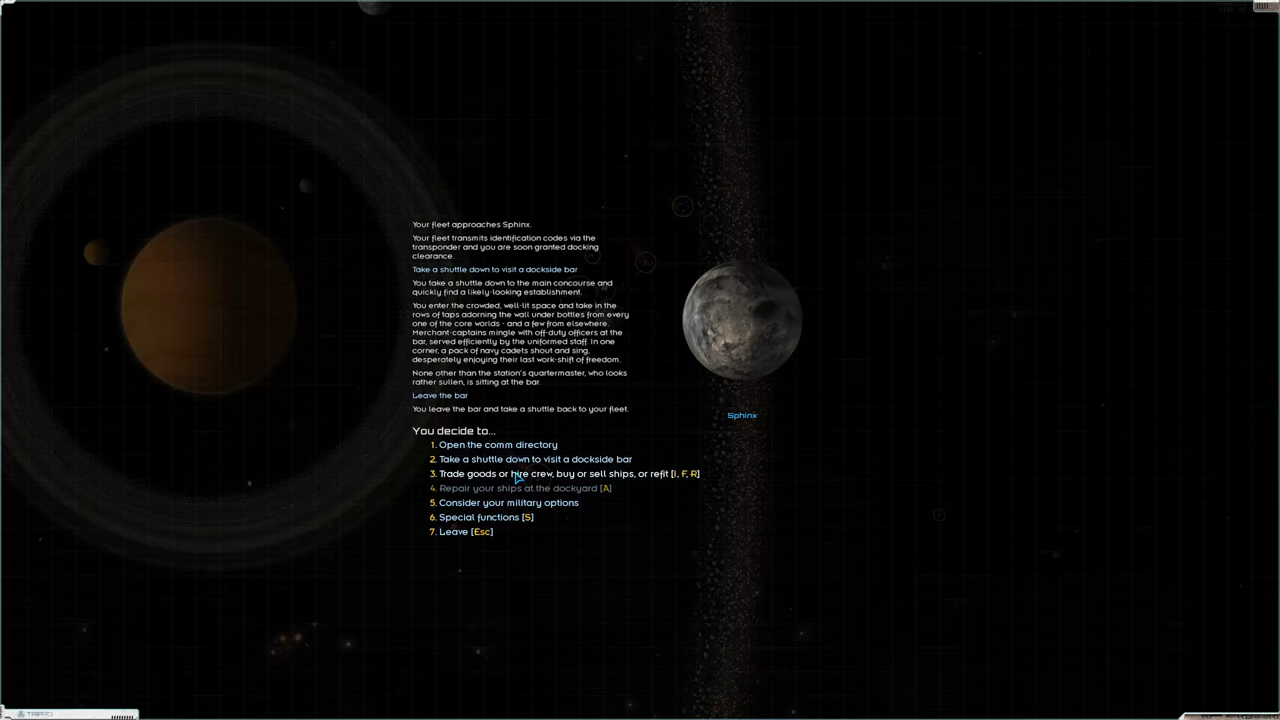 Your fleet approaches Sphinx.
Your fleet transmits identification codes via the
transponder and you are soon granted docking
clearance.
Take a shuttle down to visit a dockside bar
You take a shuttle down to the main concourse and
quickly find a likely-looking establishment.
You enter the crowded, well-lit space and take in the
rows of taps adorning the wall under bottles from every
one of the core worlds - and a few from elsewhere.
Merchant-captains mingle with off-duty officers at the
bar, served efficiently by the uniformed staff. In one
corner, a pack of navy cadets shout and sing,
desperately enjoying their last work-shift of freedom.
None other than the station's quartermaster, who looks
rather sullen, is sitting at the bar.
Leave the bar
You leave the bar and take a shuttle back to your fleet.
You decide to...
1. Open the comm directory
2. Take a shuttle down to visit a dockside bar
3. Trade goods or hire crew, buy or sell ships, or refit [I, F, R]
4. Repair your ships at the dockyard [A]
5. Consider your military options
6. Special functions [S]
7. Leave [Esc]
Sphinx
TRIPAD